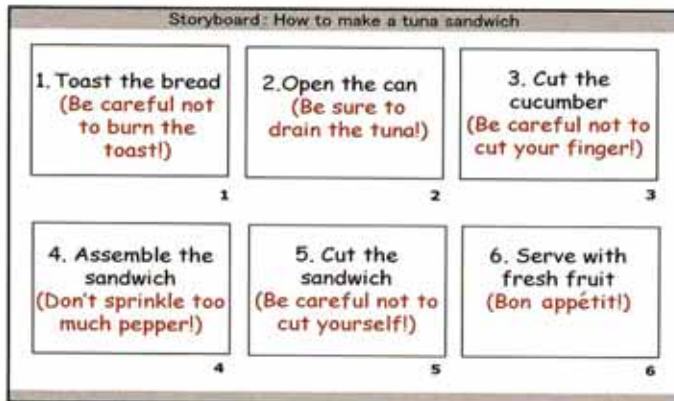 Storyboard: How to make a tuna sandwich
1. Toast the bread
(Be careful not
to burn the
toast!)
1
2.Open the can
(Be sure to
drain the tuna!)
2
3. Cut the
cucumber
(Be careful not to
cut your finger!)
3
4. Assemble the
sandwich
(Don't sprinkle too
much pepper!)
4
5. Cut the
sandwich
(Be careful not to
cut yourself!)
5
6. Serve with
fresh fruit
(Bon appétit!)
6